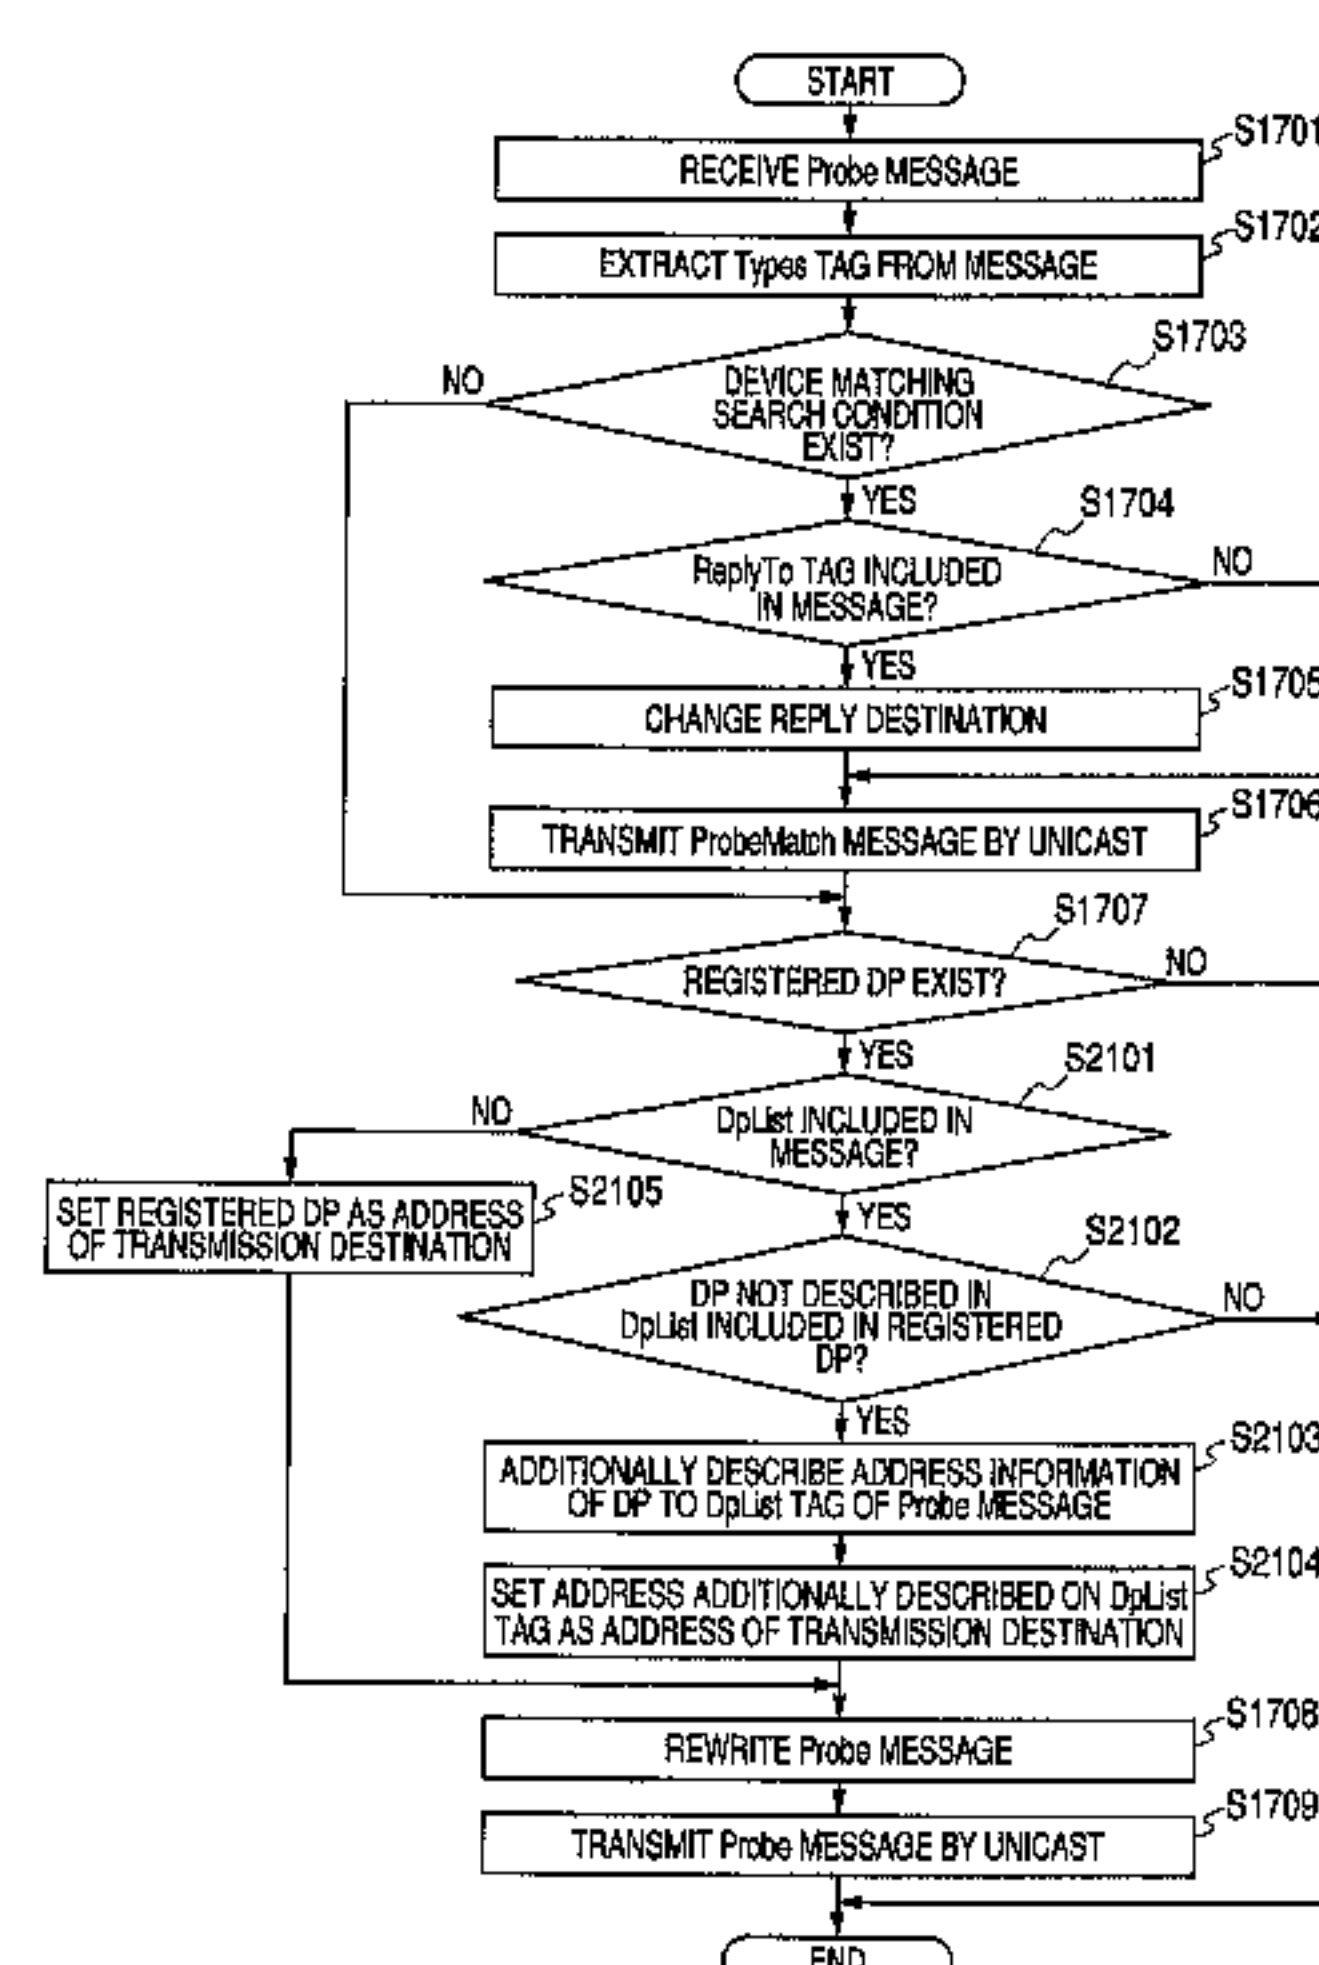 START
S1701
RECEIVE Probe MESSAGE
S1702
EXTRACT Types TAG FROM MESSAGE
S1703
NO
DEVICE MATCHING
SEARCH CONDITION
EXIST?
YES
S1704
NO
ReplyTo TAG INCLUDED
IN MESSAGE?
YES
S1705
CHANGE REPLY DESTINATION
S1706
TRANSMIT ProbeMatch MESSAGE BY UNICAST
S1707
NO
REGISTERED DP EXIST?
YES
S2101
NO
DpList INCLUDED IN
MESSAGE?
S2105
SET REGISTERED DP AS ADDRESS
OF TRANSMISSION DESTINATION
YES
S2102
NO
DP NOT DESCRIBED IN
DpList INCLUDED IN REGISTERED
DP?
YES
S2103
ADDITIONALLY DESCRIBE ADDRESS INFORMATION
OF DP TO DpList TAG OF Probe MESSAGE
S2104
SET ADDRESS ADDITIONALLY DESCRIBED ON DpList
TAG AS ADDRESS OF TRANSMISSION DESTINATION
S1708
REWRITE Probe MESSAGE
S1709
TRANSMIT Probe MESSAGE BY UNICAST
END